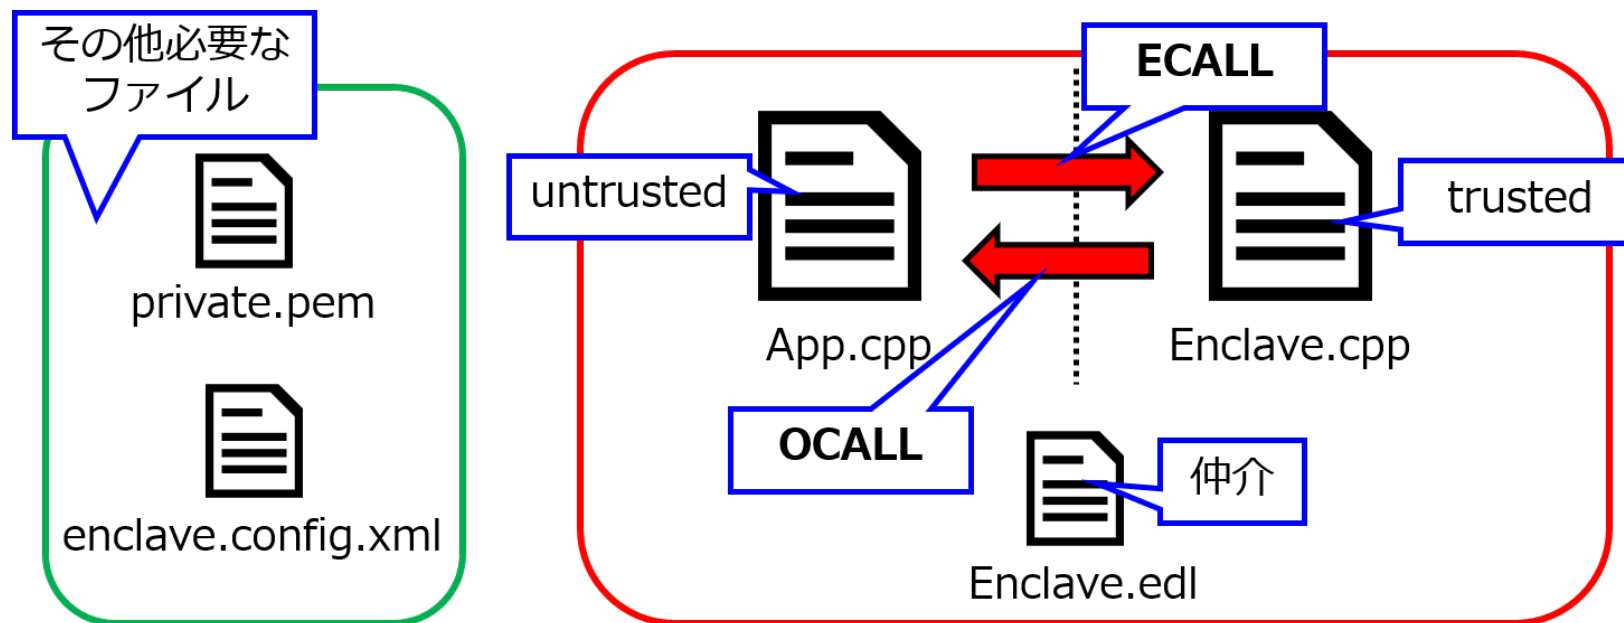 その他必要な
ファイル
private.pem
enclave.config.xml
ECALL
untrusted
trusted
App.cpp
Enclave.cpp
OCALL
仲介
Enclave.edl